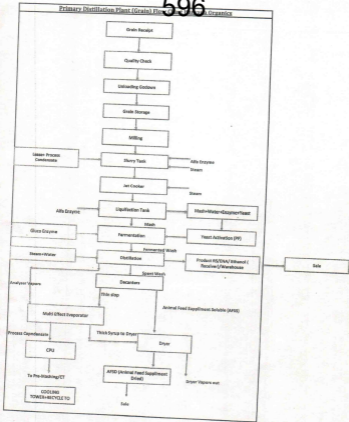 596
Primary Distillation Plant (Grain) Organics
Grain Receipt
Quality Check
Unloading Godown
Grain Storage
Milling
Slurry Tank
Process
Condensate
Alfa Enzyme
Steam
Jet Cooker
Steam
Alfa Enzyme
Liquifaction Tank
Mash+Water+Enzyme+Yeast
Mash
Gluco Enzyme
Fermentation
Yeast Activation (PF)
Fermented Wash
Steam+Water
Distillation
Product RS/ENA/ Ethanol /
Receiver/Warehouse
Sale
Spent Wash
Analyzer Vapors
Decanters
Thin slop
Animal Feed Supplement Soluble (AFSS)
Multi Effect Evaporator
Thick Syrup to Dryer
Dryer
Process Condensate
CPU
AFSD (Animal Feed Supplement
Dried)
Dryer Vapors out
To Pre-Soaking/CT
COOLING
TOWER+RECYCLE TO
Sale